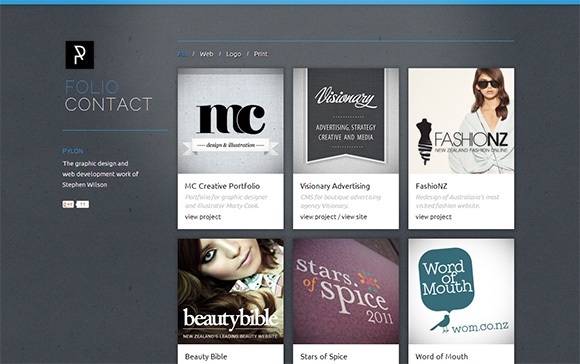 All / Web / Logo / Print
FOLIO
CONTACT
PYLON
The graphic design and
web development work of
Stephen Wilson
mc
design & illustration
MC Creative Portfolio
Portfolio for graphic designer
and illustrator Marty Cook.
view project
Visionary
ADVERTISING, STRATEGY
CREATIVE AND MEDIA
Visionary Advertising
CMS for boutique advertising
agency Visionary.
view project / view site
FASHIONZ
NEW ZEALAND FASHION ONLINE
FashioNZ
Redesign of Australasia's most
visited fashion website.
view project
beautybible
NEW ZEALAND'S LEADING BEAUTY WEBSITE
Beauty Bible
stars
of
spice
2011
Stars of Spice
Word
of
Mouth
wom.co.nz
Word of Mouth